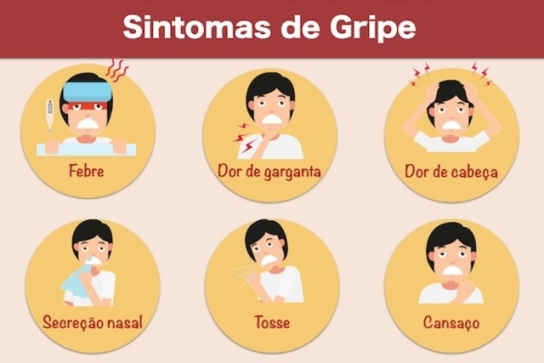 Sintomas de Gripe
Febre
Dor de garganta
Dor de cabeça
Secreção nasal
Tosse
Cansaço